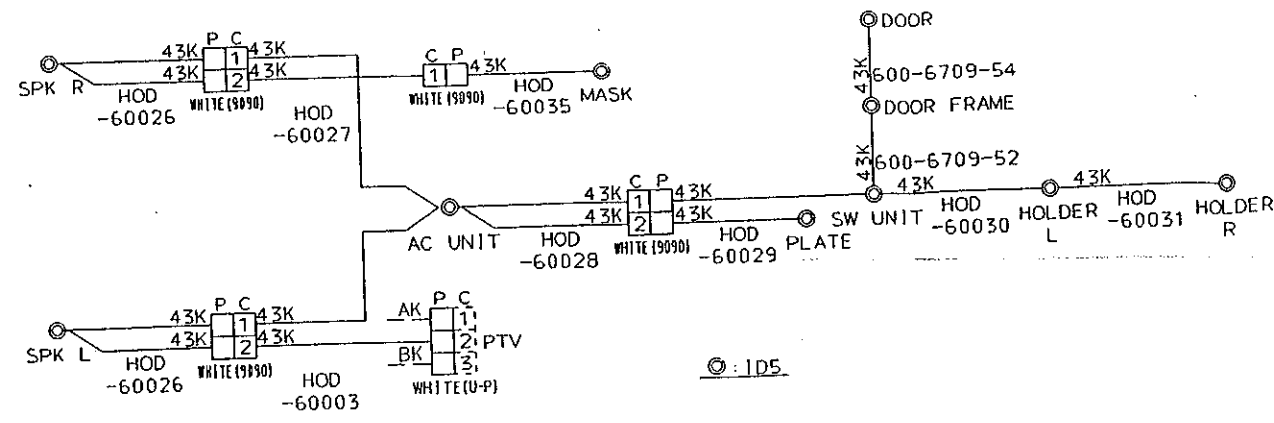 DOOR
43K
600-6709-54
DOOR FRAME
43K
600-6709-52
P C
43K 1 43K
43K 2 43K
SPK R
HOD
-60026
WHITE(9090)
HOD
-60027
C P
1 43K
WHITE(9090)
HOD
-60035
MASK
AC UNIT
C P
43K 1 43K
43K 2 43K
HOD
-60028
WHITE(9090)
HOD
-60029
PLATE
SW UNIT
43K
HOD
-60030
HOLDER
L
43K
HOD
-60031
HOLDER
R
P C
43K 1 43K
43K 2 43K
SPK L
HOD
-60026
WHITE(9090)
HOD
-60003
P C
AK 1
2 PTV
BK 3
WHITE(U-P)
◎:ID5